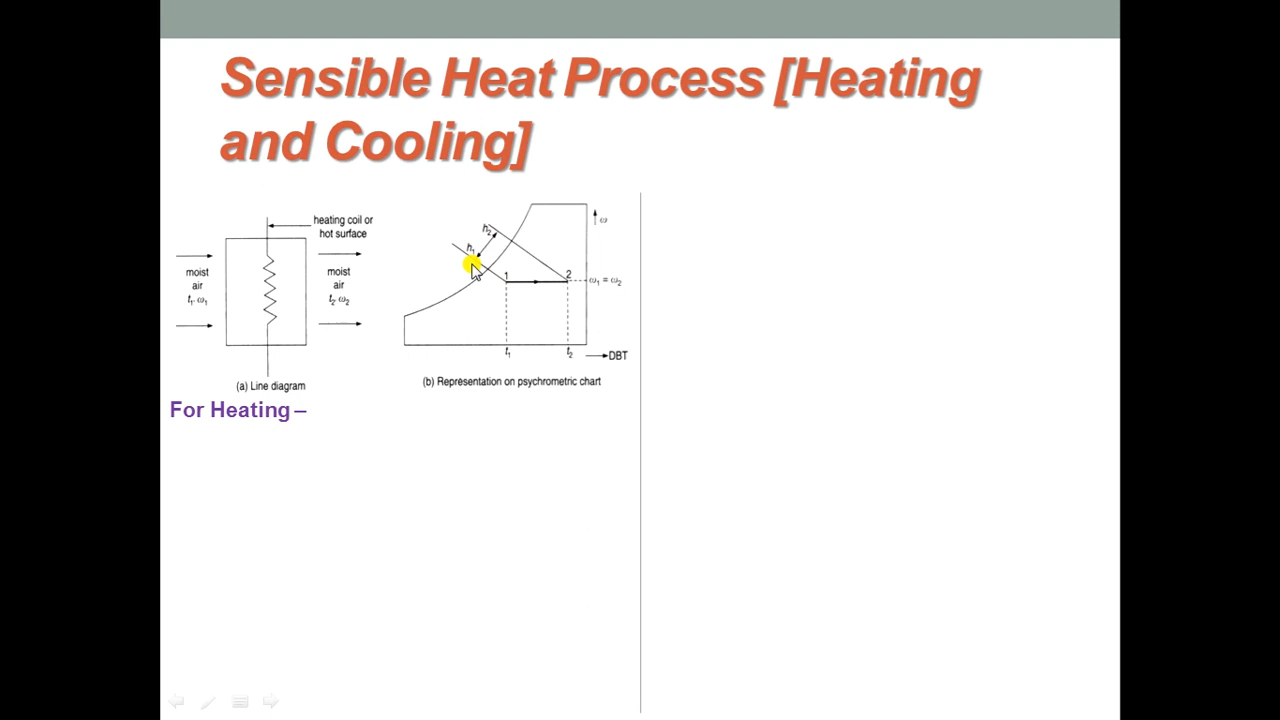 Sensible Heat Process [Heating
and Cooling]
heating coil or
hot surface
moist
air
t₁, ω₁
moist
air
t₂, ω₂
(a) Line diagram
h₂
h₁
ω
1
2
ω₁ = ω₂
t₁
t₂
DBT
(b) Representation on psychrometric chart
For Heating –